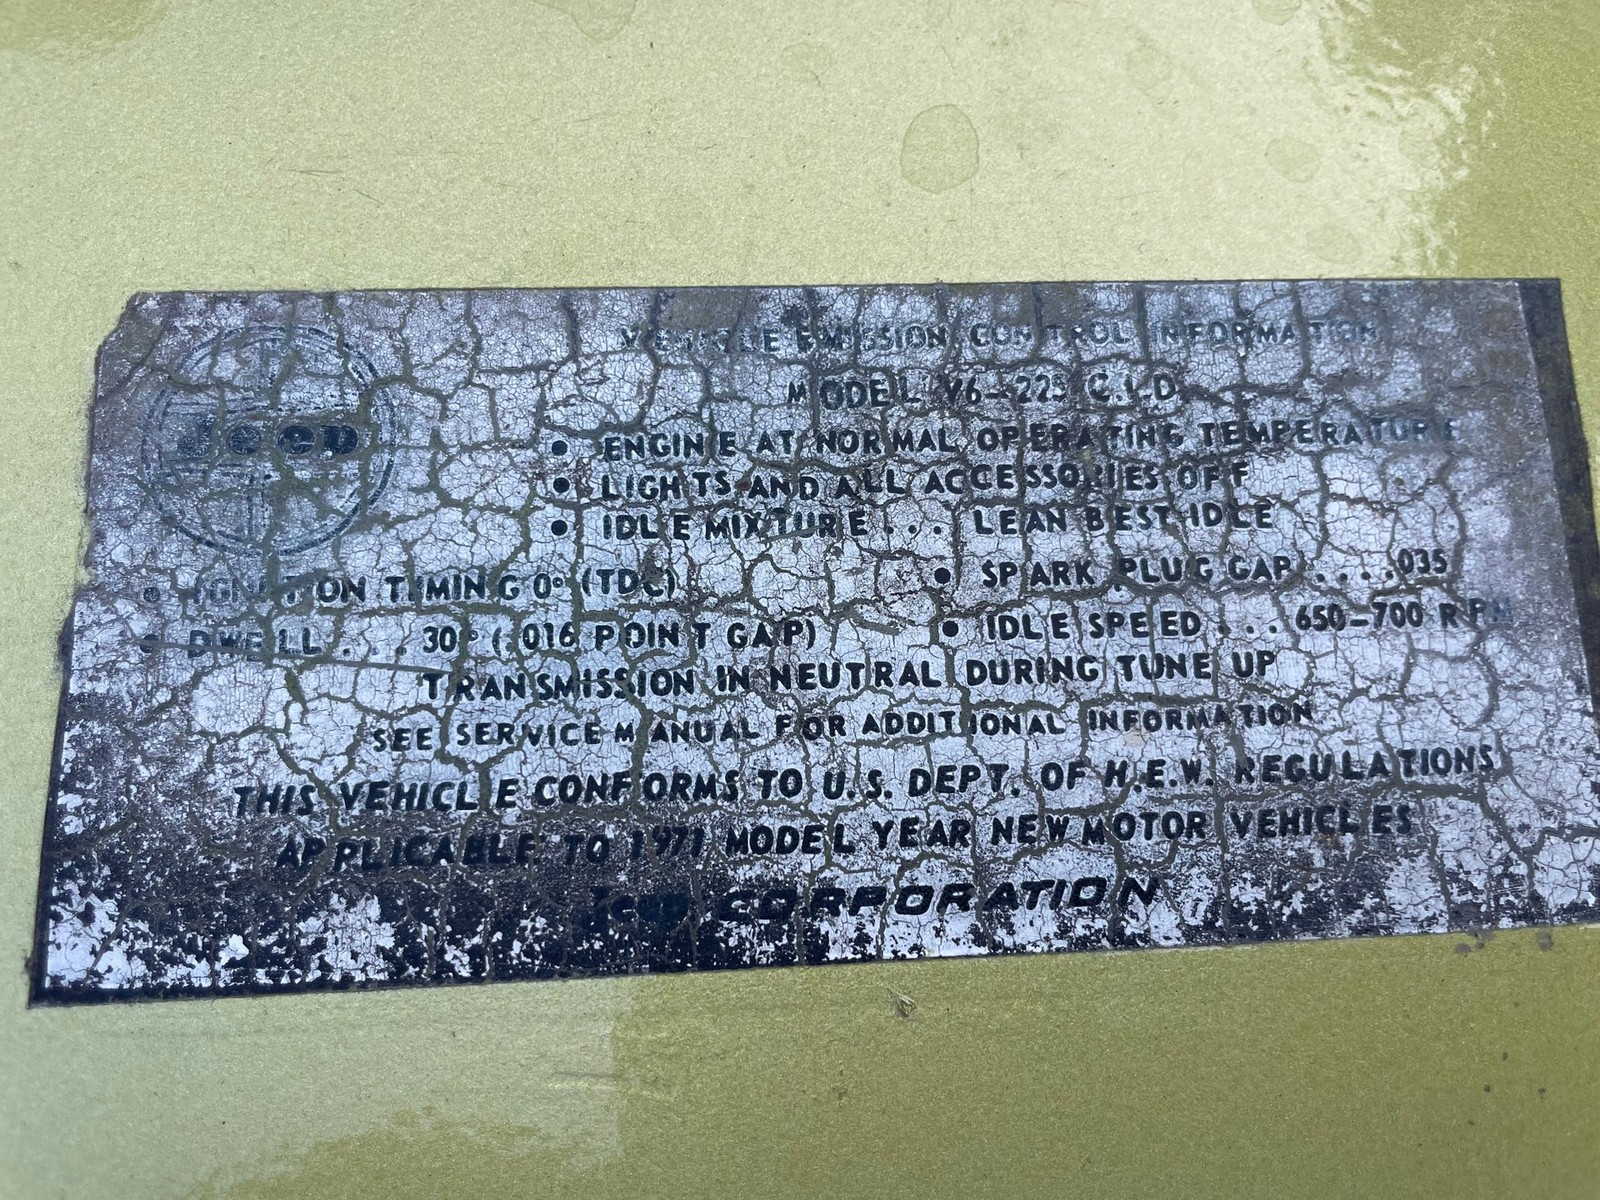 VEHICLE EMISSION CONTROL INFORMATION
MODEL V6-225 C.I.D.
Jeep
• ENGINE AT NORMAL OPERATING TEMPERATURE
• LIGHTS AND ALL ACCESSORIES OFF
• IDLE MIXTURE . . . LEAN BEST IDLE
• IGNITION TIMING 0° (TDC) • SPARK PLUG GAP . . . . .035
• DWELL . . . . 30° (.016 POINT GAP) • IDLE SPEED . . . . 650–700 RPM
TRANSMISSION IN NEUTRAL DURING TUNE UP
SEE SERVICE MANUAL FOR ADDITIONAL INFORMATION
THIS VEHICLE CONFORMS TO U.S. DEPT. OF H.E.W. REGULATIONS
APPLICABLE TO 1971 MODEL YEAR NEW MOTOR VEHICLES
Jeep CORPORATION